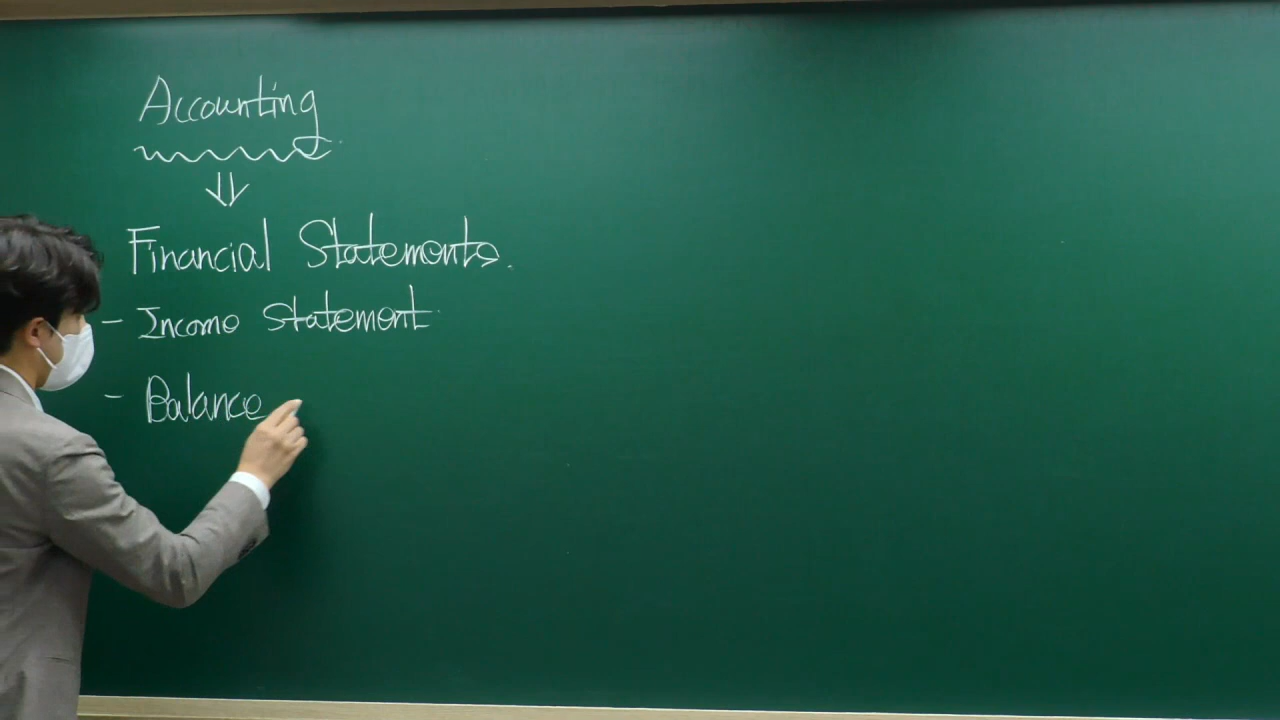 Accounting
Financial Statements.
- Income Statement
- Balance